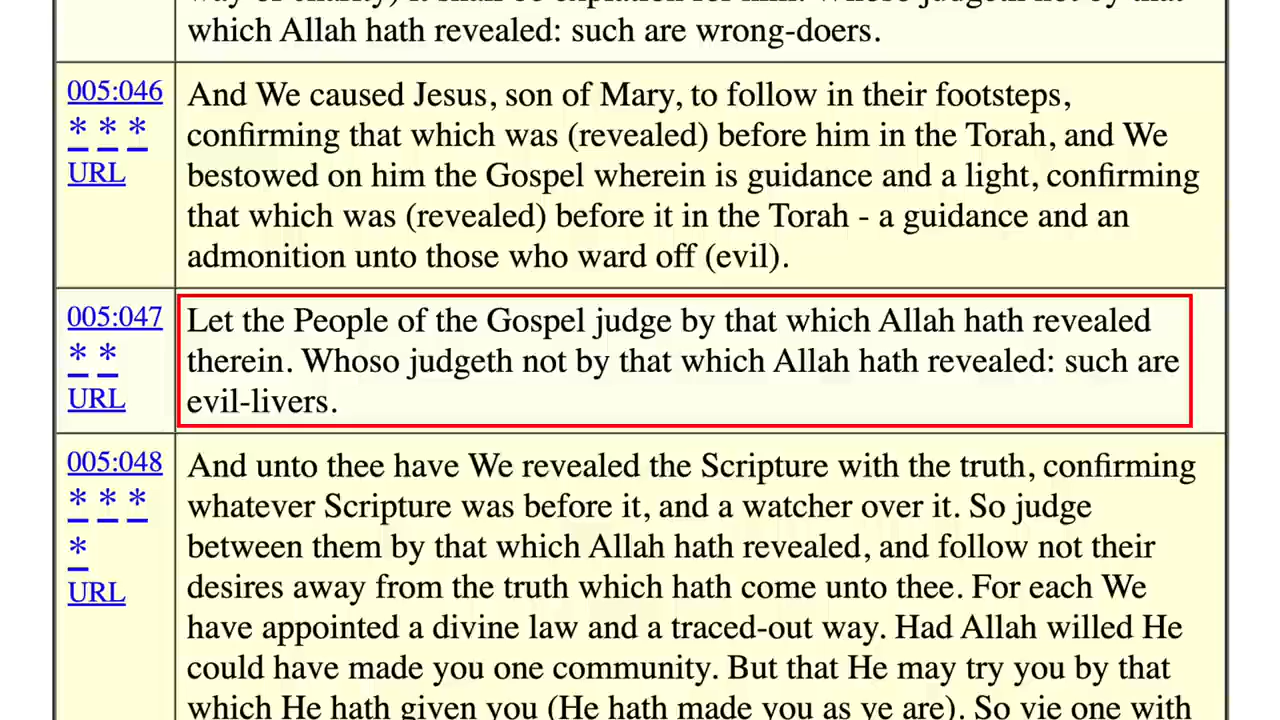 which Allah hath revealed: such are wrong-doers.
005:046
* * *
URL
And We caused Jesus, son of Mary, to follow in their footsteps,
confirming that which was (revealed) before him in the Torah, and We
bestowed on him the Gospel wherein is guidance and a light, confirming
that which was (revealed) before it in the Torah - a guidance and an
admonition unto those who ward off (evil).
005:047
* *
URL
Let the People of the Gospel judge by that which Allah hath revealed
therein. Whoso judgeth not by that which Allah hath revealed: such are
evil-livers.
005:048
* * *
*
URL
And unto thee have We revealed the Scripture with the truth, confirming
whatever Scripture was before it, and a watcher over it. So judge
between them by that which Allah hath revealed, and follow not their
desires away from the truth which hath come unto thee. For each We
have appointed a divine law and a traced-out way. Had Allah willed He
could have made you one community. But that He may try you by that
which He hath given you (He hath made you as ye are). So vie one with